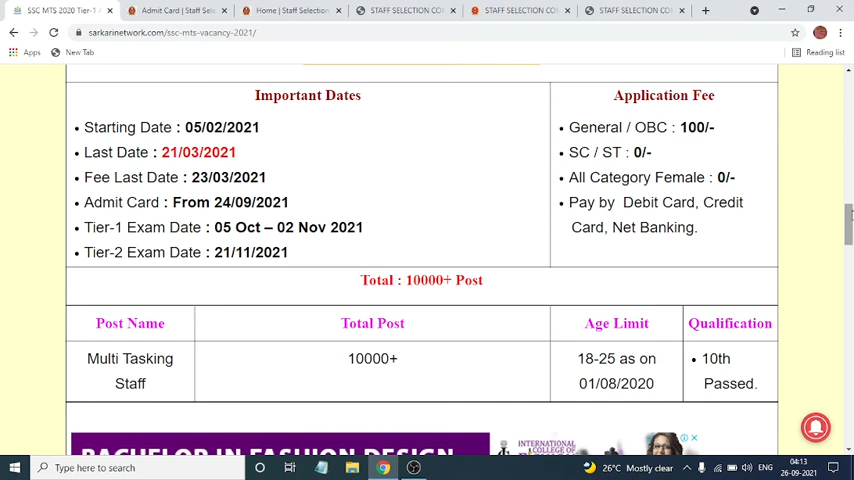 SSC MTS 2020 Tier-1 A
Admit Card | Staff Sele
Home | Staff Selection
STAFF SELECTION COM
STAFF SELECTION COM
STAFF SELECTION COM
sarkarinetwork.com/ssc-mts-vacancy-2021/
Apps
New Tab
Reading list
Important Dates
Application Fee
Starting Date : 05/02/2021
Last Date : 21/03/2021
Fee Last Date : 23/03/2021
Admit Card : From 24/09/2021
Tier-1 Exam Date : 05 Oct – 02 Nov 2021
Tier-2 Exam Date : 21/11/2021
General / OBC : 100/-
SC / ST : 0/-
All Category Female : 0/-
Pay by Debit Card, Credit
Card, Net Banking.
Total : 10000+ Post
Post Name
Total Post
Age Limit
Qualification
Multi Tasking
Staff
10000+
18-25 as on
01/08/2020
10th
Passed.
BACHELOR IN FASHION DESIGN
INTERNATIONAL
COLLEGE OF
Type here to search
26°C Mostly clear
ENG
04:13
26-09-2021